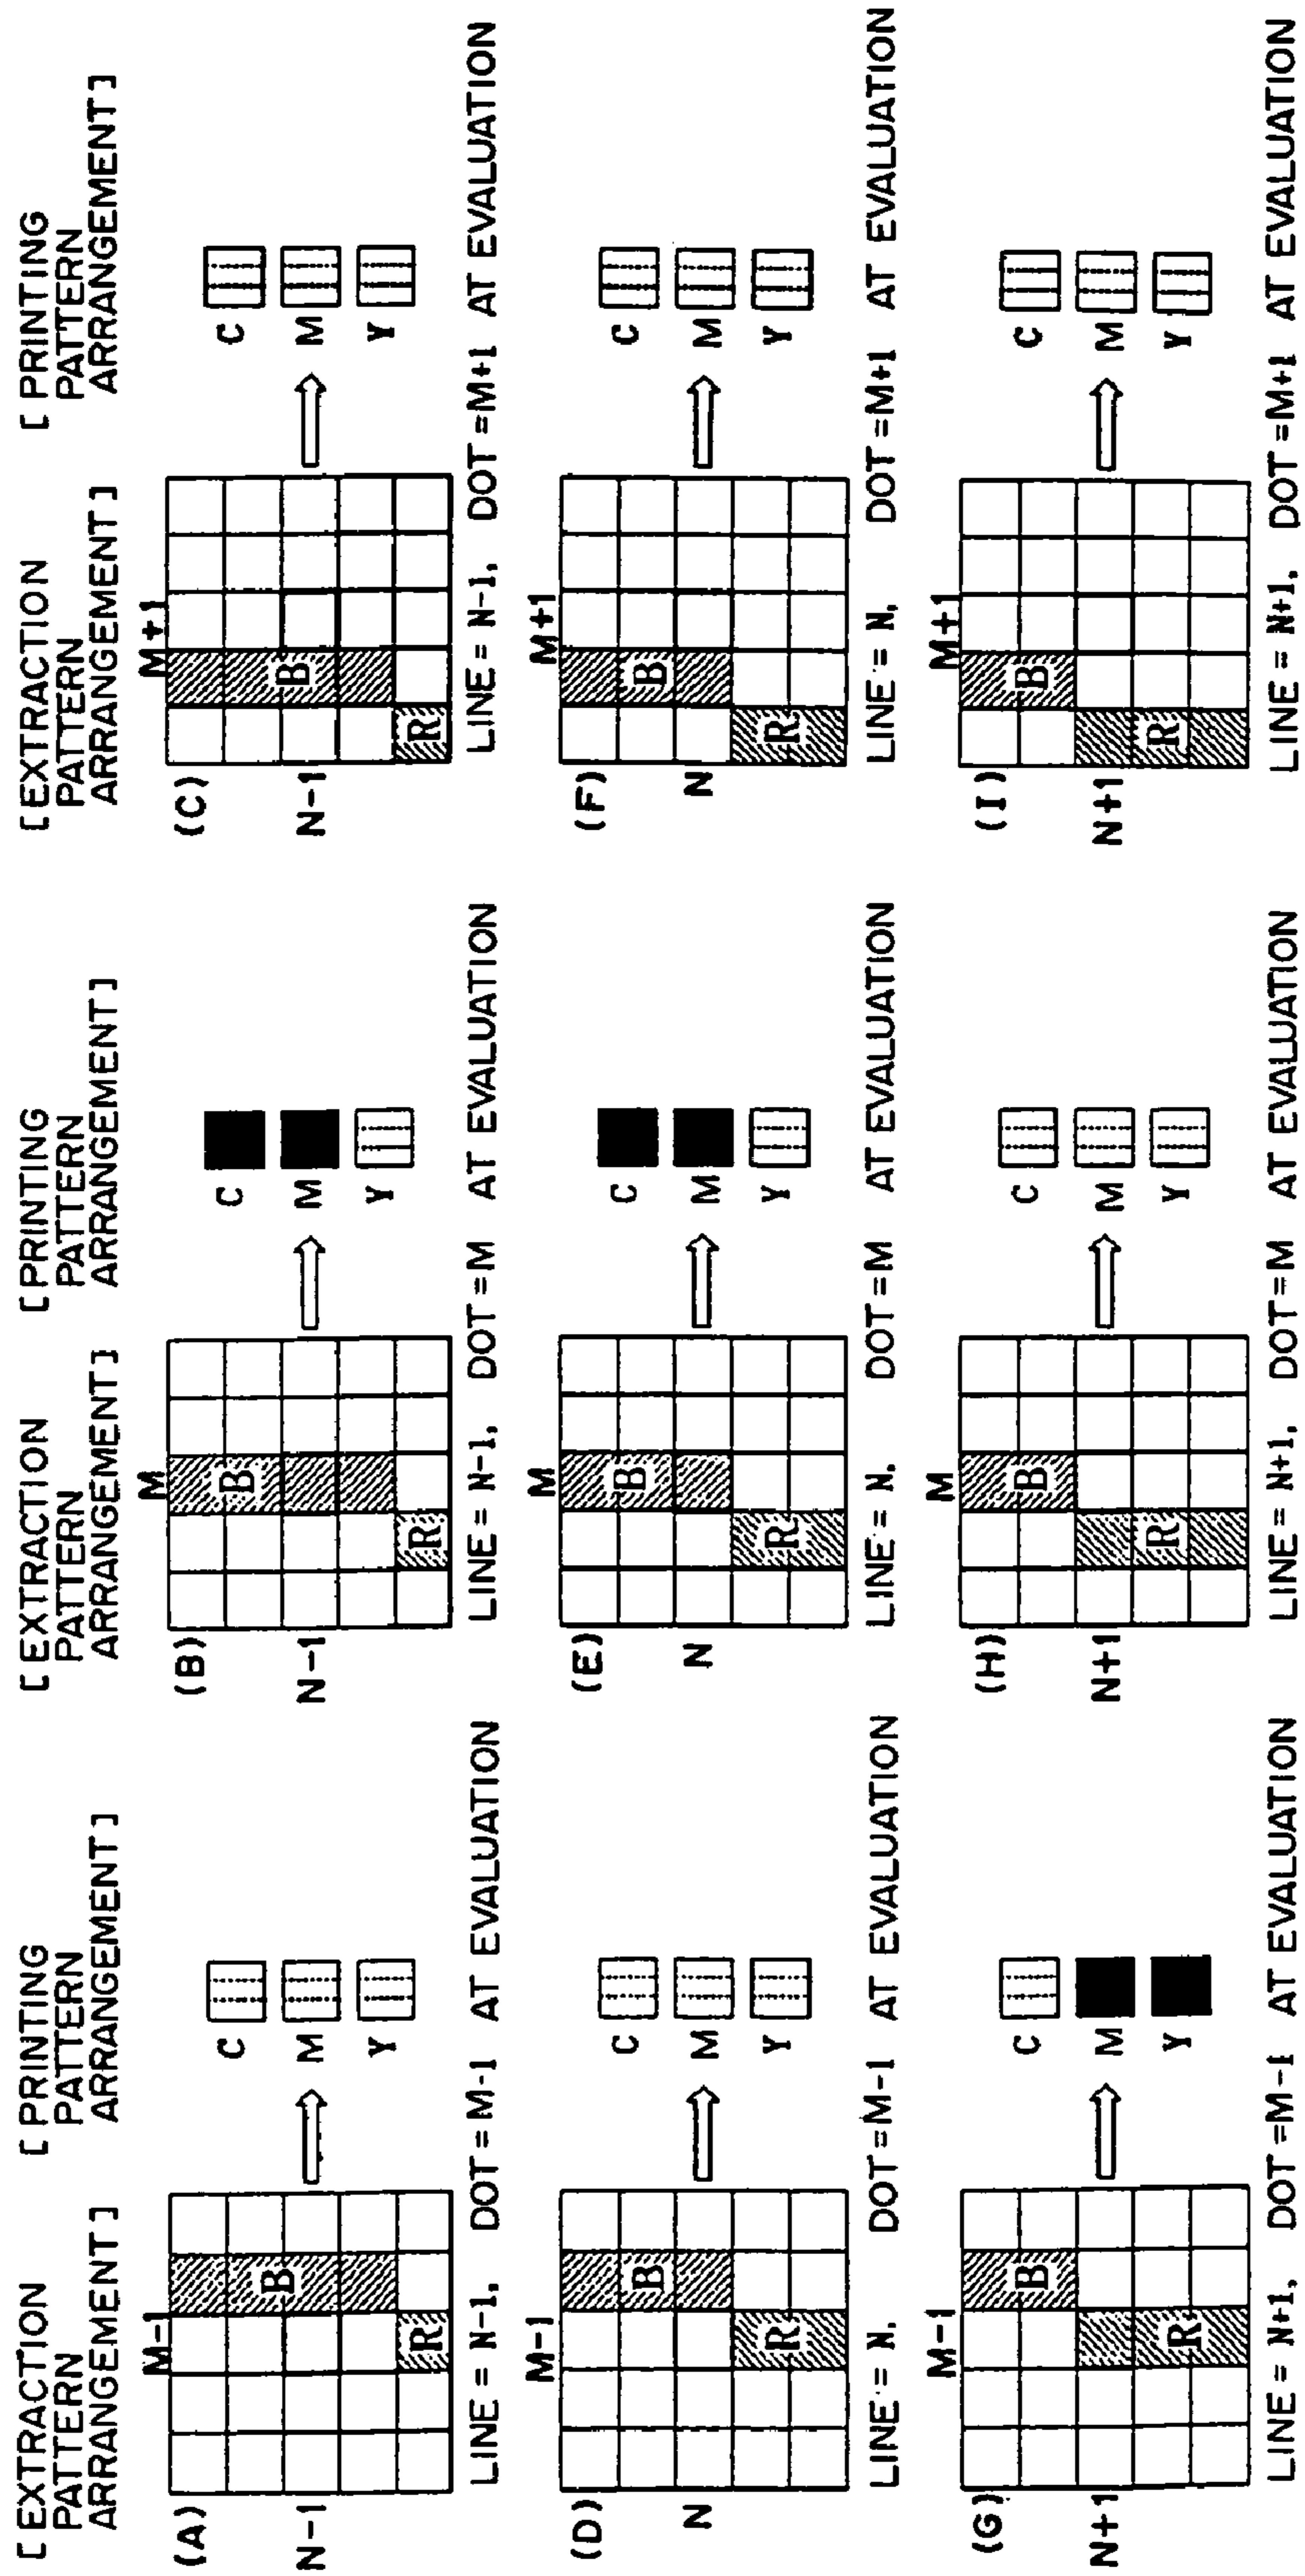 [EXTRACTION
PATTERN
ARRANGEMENT]
[PRINTING
PATTERN
ARRANGEMENT]
[EXTRACTION
PATTERN
ARRANGEMENT]
[PRINTING
PATTERN
ARRANGEMENT]
[EXTRACTION
PATTERN
ARRANGEMENT]
[PRINTING
PATTERN
ARRANGEMENT]
(A)
M-1
N-1
B
R
C
M
Y
LINE = N-1, DOT = M-1 AT EVALUATION
(B)
M
N-1
B
R
C
M
Y
LINE = N-1, DOT = M AT EVALUATION
(C)
M+1
N-1
B
R
C
M
Y
LINE = N-1, DOT = M+1 AT EVALUATION
(D)
M-1
N
B
R
C
M
Y
LINE = N, DOT = M-1 AT EVALUATION
(E)
M
N
B
R
C
M
Y
LINE = N, DOT = M AT EVALUATION
(F)
M+1
N
B
R
C
M
Y
LINE = N, DOT = M+1 AT EVALUATION
(G)
M-1
N+1
B
R
C
M
Y
LINE = N+1, DOT = M-1 AT EVALUATION
(H)
M
N+1
B
R
C
M
Y
LINE = N+1, DOT = M AT EVALUATION
(I)
M+1
N+1
B
R
C
M
Y
LINE = N+1, DOT = M+1 AT EVALUATION